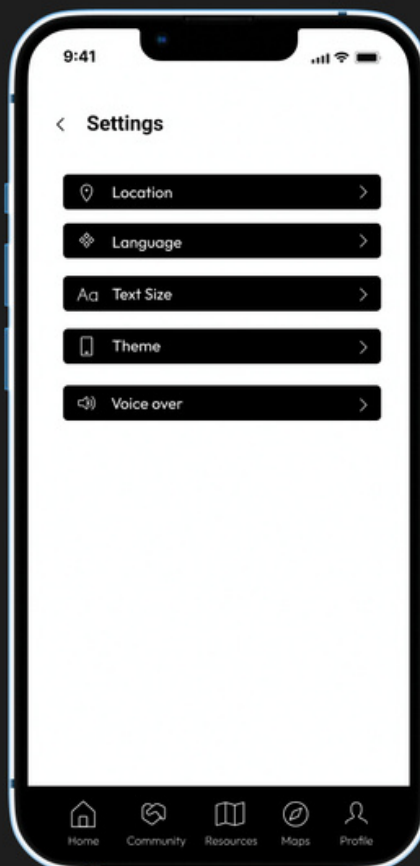 9:41
Settings
Location
Language
Aa Text Size
Theme
Voice over
Home Community Resources Maps Profile